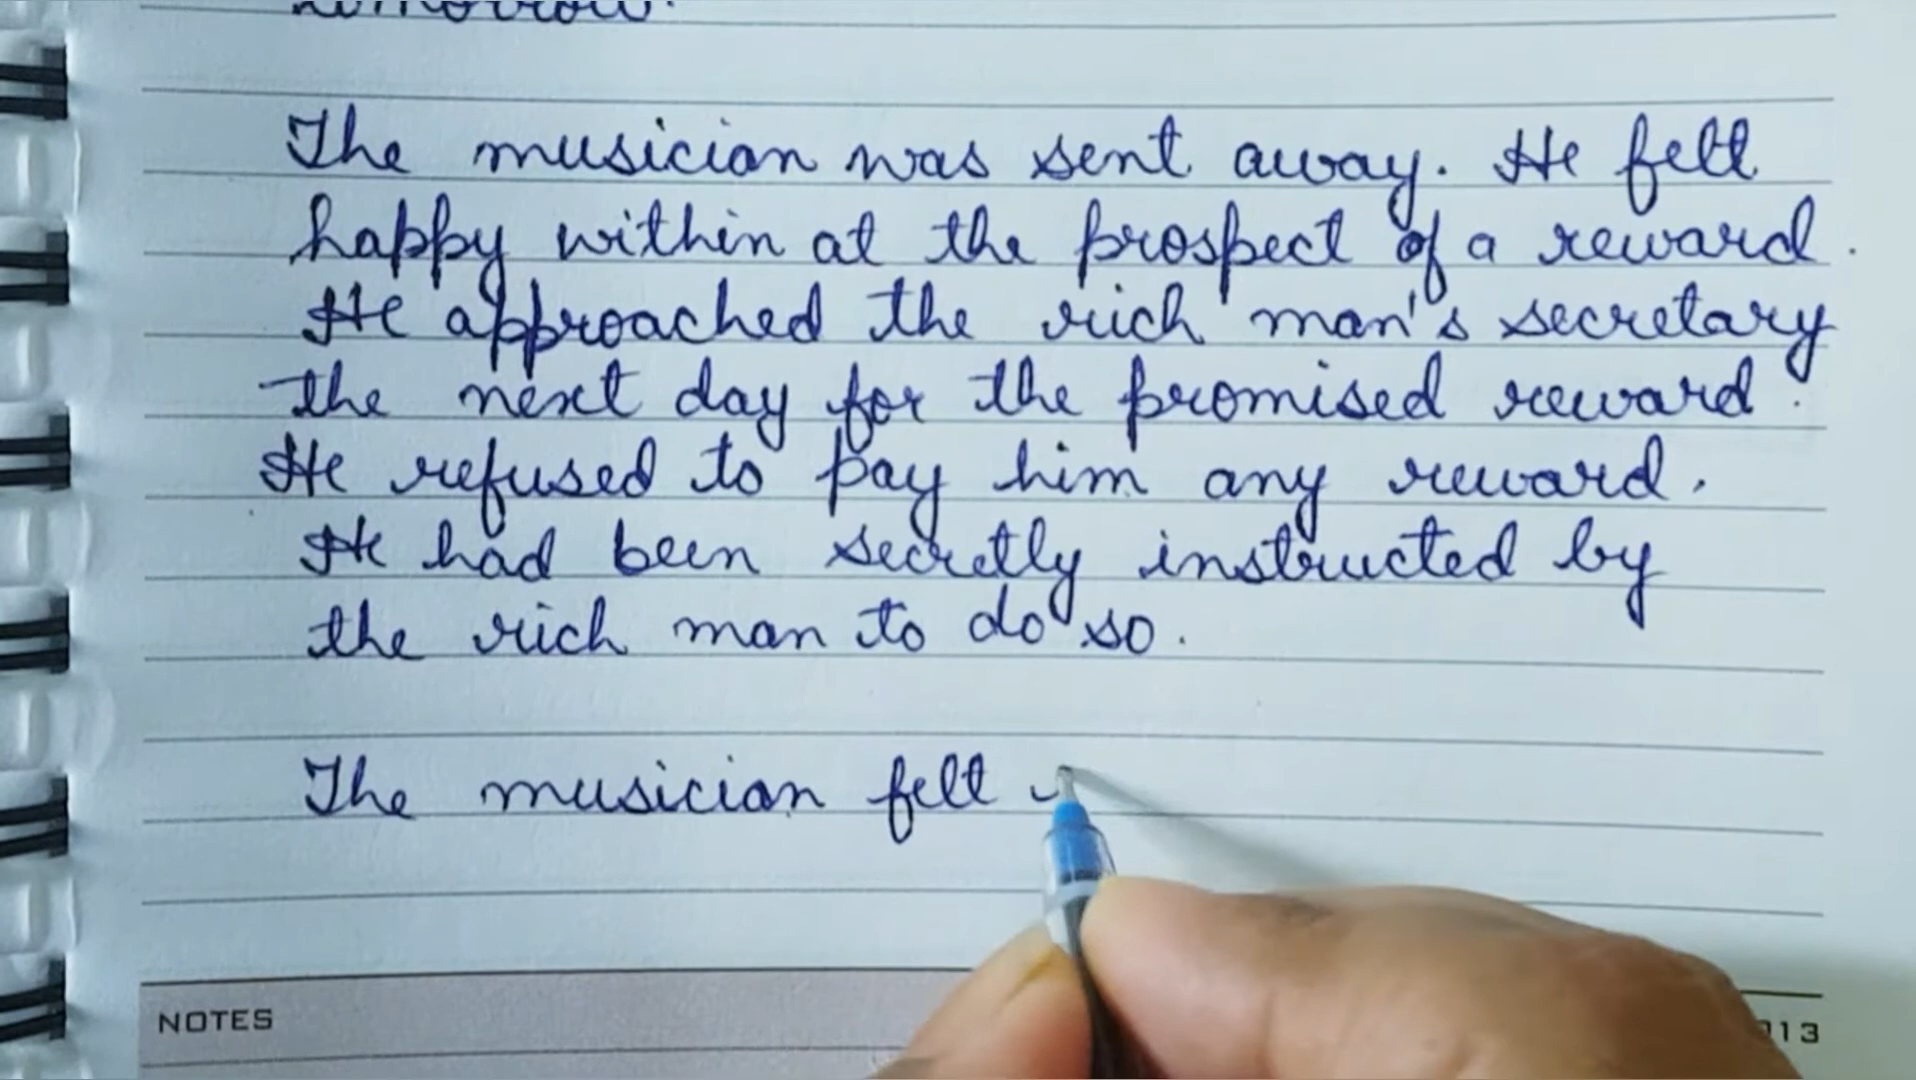 tomorrow.
The musician was sent away. He felt
happy within at the prospect of a reward.
He approached the rich man's secretary
the next day for the promised reward.
He refused to pay him any reward.
He had been secretly instructed by
the rich man to do so.
The musician felt
NOTES